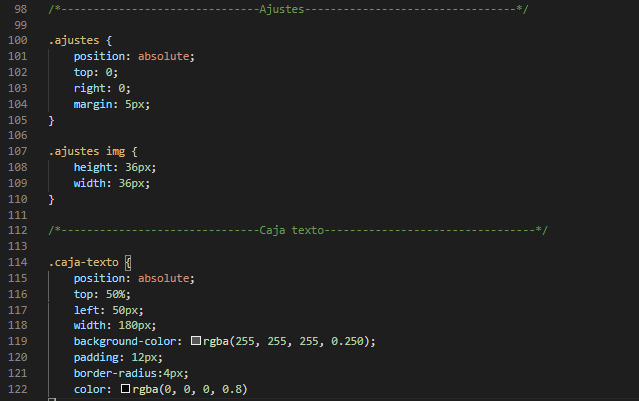 98 /*-------------------------------Ajustes---------------------------------*/
99
100 .ajustes {
101 position: absolute;
102 top: 0;
103 right: 0;
104 margin: 5px;
105 }
106
107 .ajustes img {
108 height: 36px;
109 width: 36px;
110 }
111
112 /*-------------------------------Caja texto---------------------------------*/
113
114 .caja-texto {
115 position: absolute;
116 top: 50%;
117 left: 50px;
118 width: 180px;
119 background-color: rgba(255, 255, 255, 0.250);
120 padding: 12px;
121 border-radius:4px;
122 color: rgba(0, 0, 0, 0.8)